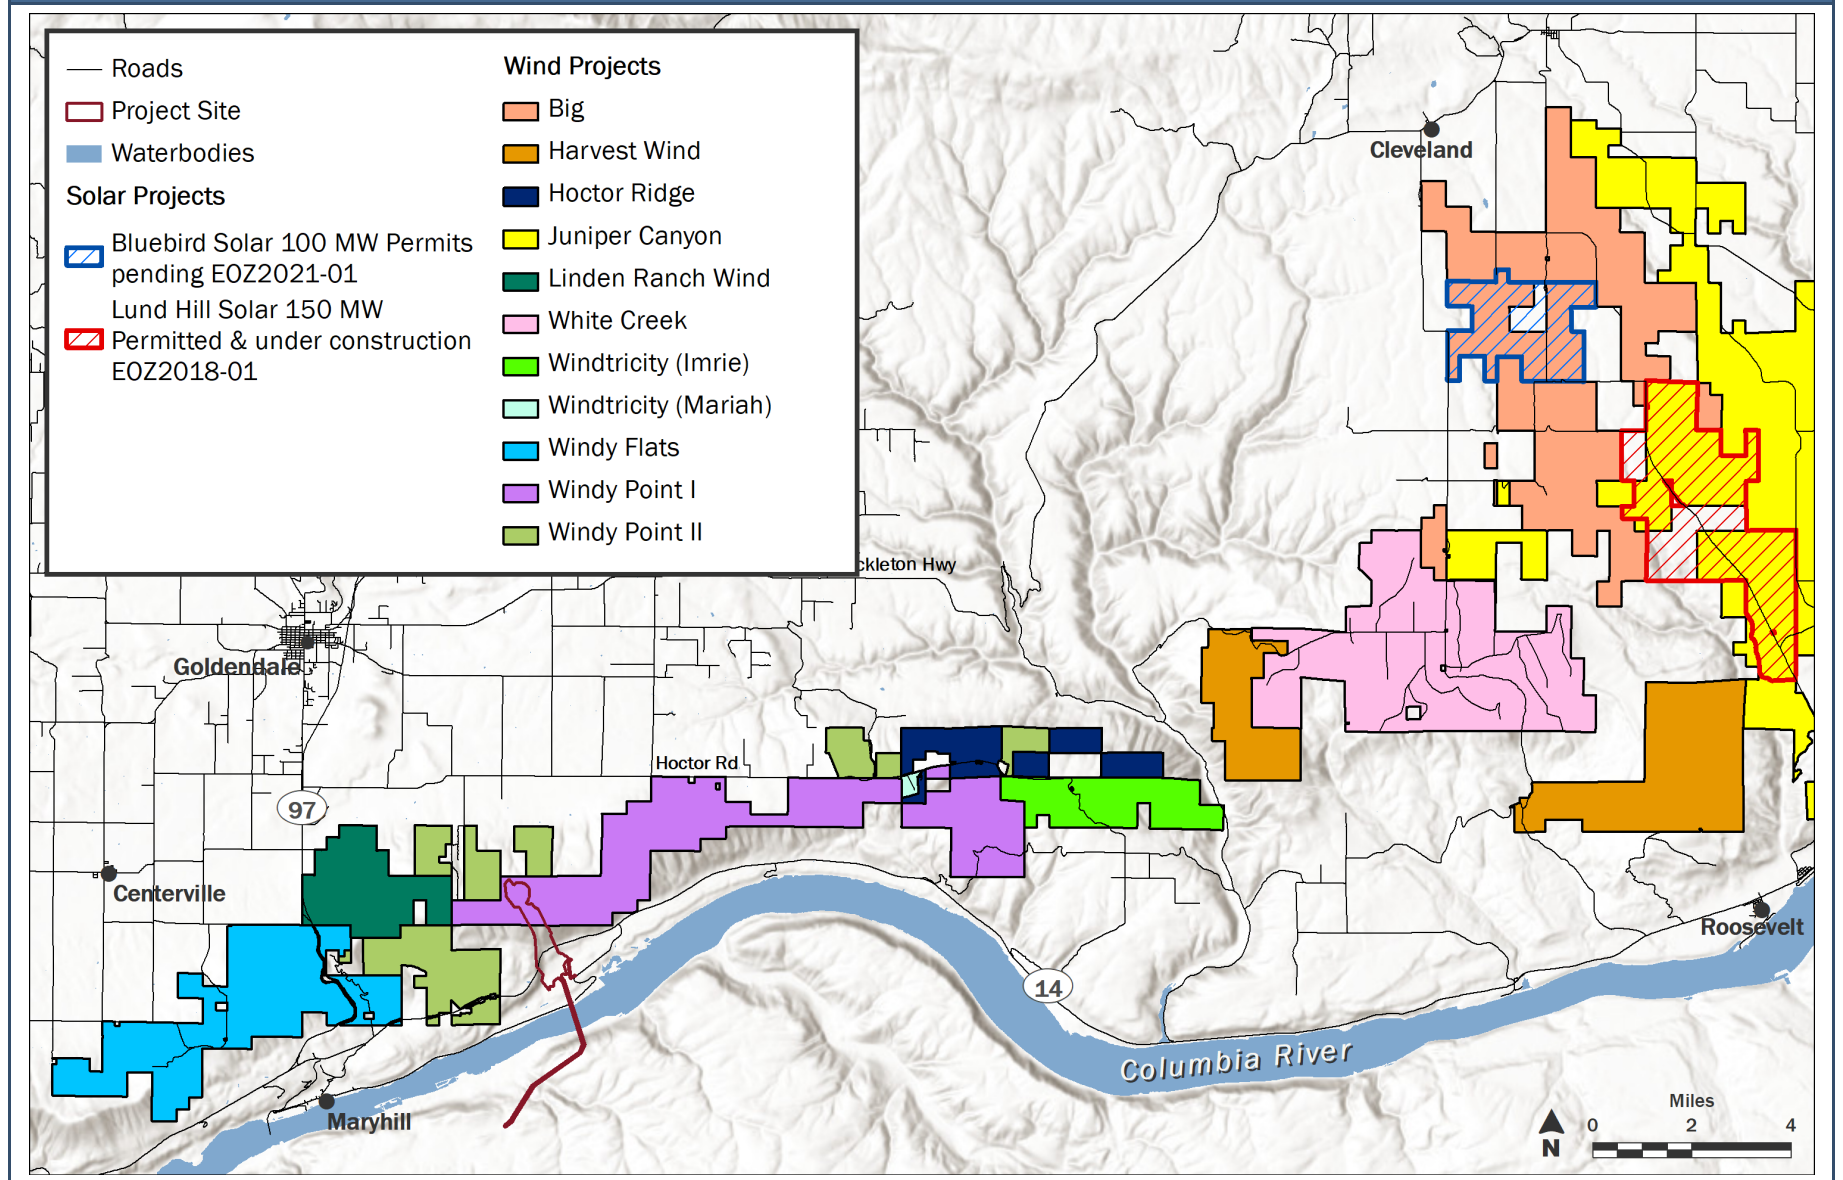 Roads
Project Site
Waterbodies
Solar Projects
Bluebird Solar 100 MW Permits
pending EOZ2021-01
Lund Hill Solar 150 MW
Permitted & under construction
EOZ2018-01
Wind Projects
Big
Harvest Wind
Hoctor Ridge
Juniper Canyon
Linden Ranch Wind
White Creek
Windtricity (Imrie)
Windtricity (Mariah)
Windy Flats
Windy Point I
Windy Point II
Cleveland
ckleton Hwy
Goldendale
Hoctor Rd
97
Centerville
Roosevelt
14
Columbia River
Maryhill
Miles
0 2 4
N